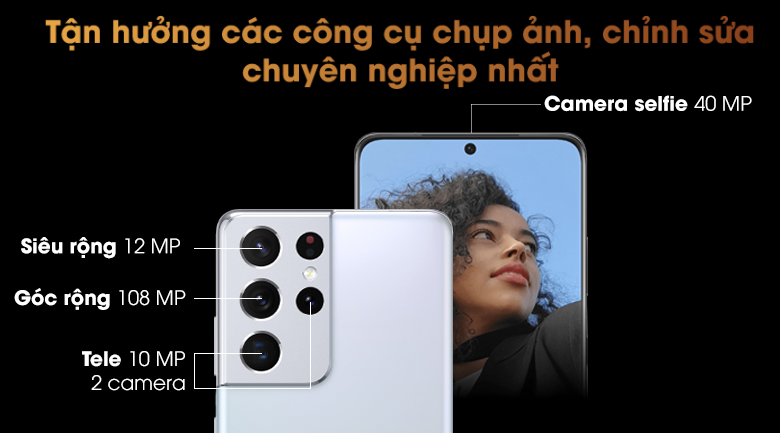 Tận hưởng các công cụ chụp ảnh, chỉnh sửa
chuyên nghiệp nhất
Camera selfie 40 MP
Siêu rộng 12 MP
Góc rộng 108 MP
Tele 10 MP
2 camera